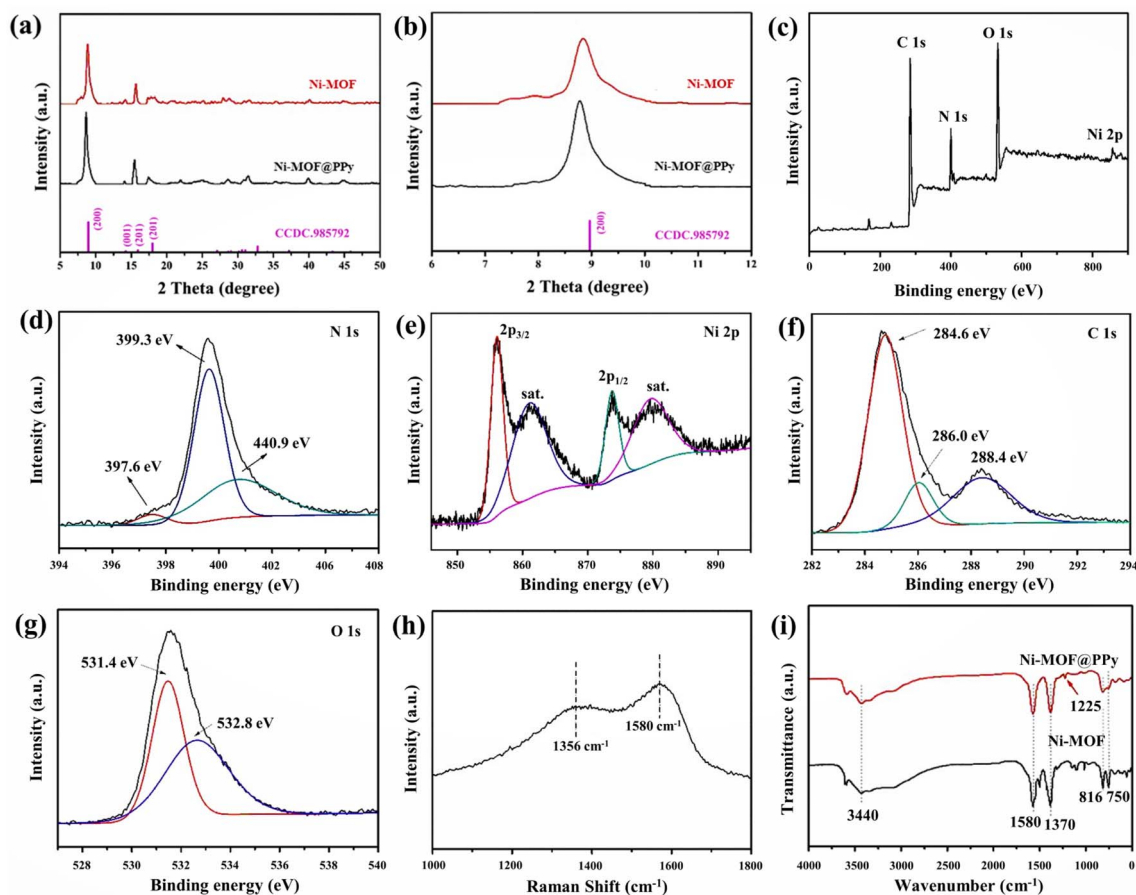 (a)
Intensity (a.u.)
Ni-MOF
Ni-MOF@PPy
(200)
(001)
(201)
(201)
CCDC.985792
5 10 15 20 25 30 35 40 45 50
2 Theta (degree)
(b)
Intensity (a.u.)
Ni-MOF
Ni-MOF@PPy
(200)
CCDC.985792
6 7 8 9 10 11 12
2 Theta (degree)
(c)
Intensity (a.u.)
C 1s
N 1s
O 1s
Ni 2p
0 200 400 600 800
Binding energy (eV)
(d)
N 1s
Intensity (a.u.)
399.3 eV
440.9 eV
397.6 eV
394 396 398 400 402 404 406 408
Binding energy (eV)
(e)
Ni 2p
Intensity (a.u.)
2p3/2
sat.
2p1/2
sat.
850 860 870 880 890
Binding energy (eV)
(f)
C 1s
Intensity (a.u.)
284.6 eV
286.0 eV
288.4 eV
282 284 286 288 290 292 294
Binding energy (eV)
(g)
O 1s
Intensity (a.u.)
531.4 eV
532.8 eV
528 530 532 534 536 538 540
Binding energy (eV)
(h)
Intensity (a.u.)
1356 cm-1
1580 cm-1
1000 1200 1400 1600 1800
Raman Shift (cm-1)
(i)
Transmittance (a.u.)
Ni-MOF@PPy
1225
Ni-MOF
3440
1580
1370
816
750
4000 3500 3000 2500 2000 1500 1000 500 0
Wavenumber (cm-1)